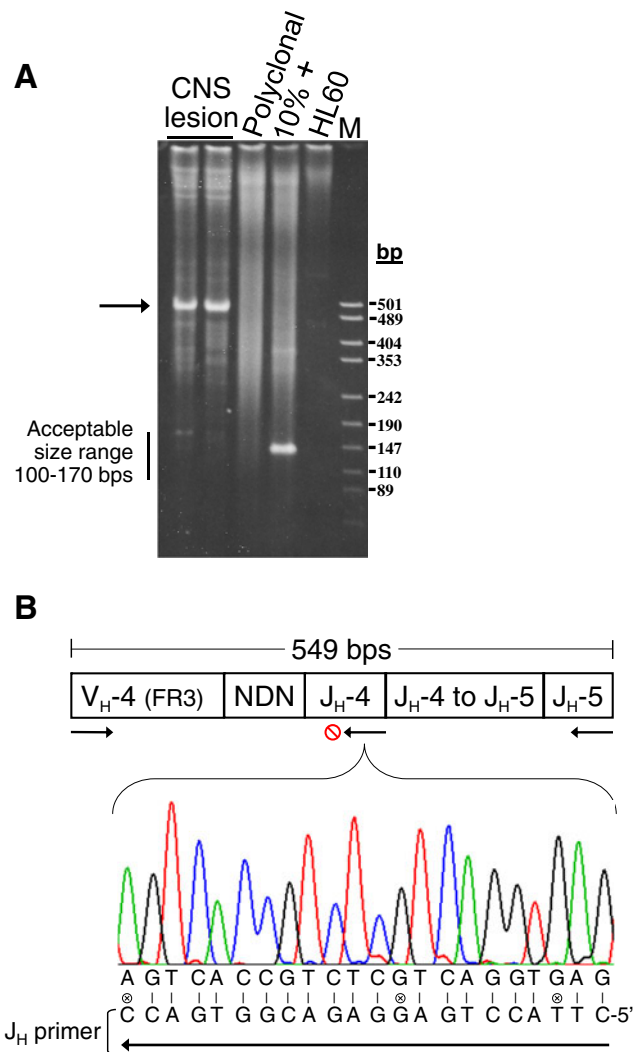 A
CNS
lesion
Polyclonal
10% +
HL60
M
bp
501
489
404
353
242
190
147
110
89
Acceptable
size range
100-170 bps
B
549 bps
VH-4 (FR3) NDN JH-4 JH-4 to JH-5 JH-5
A G T C A C C G T C T C G T C A G G T G A G
C C A G T G G C A G A G G A G T C C A T T C-5'
JH primer